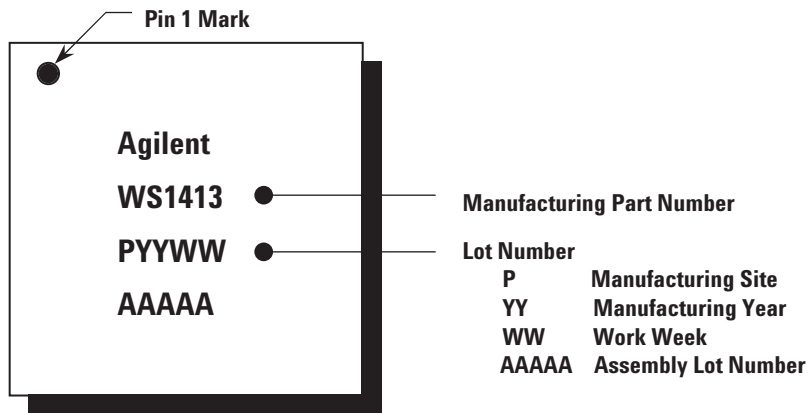 Pin 1 Mark
Agilent
WS1413
PYYWW
AAAAA
Manufacturing Part Number
Lot Number
P Manufacturing Site
YY Manufacturing Year
WW Work Week
AAAAA Assembly Lot Number